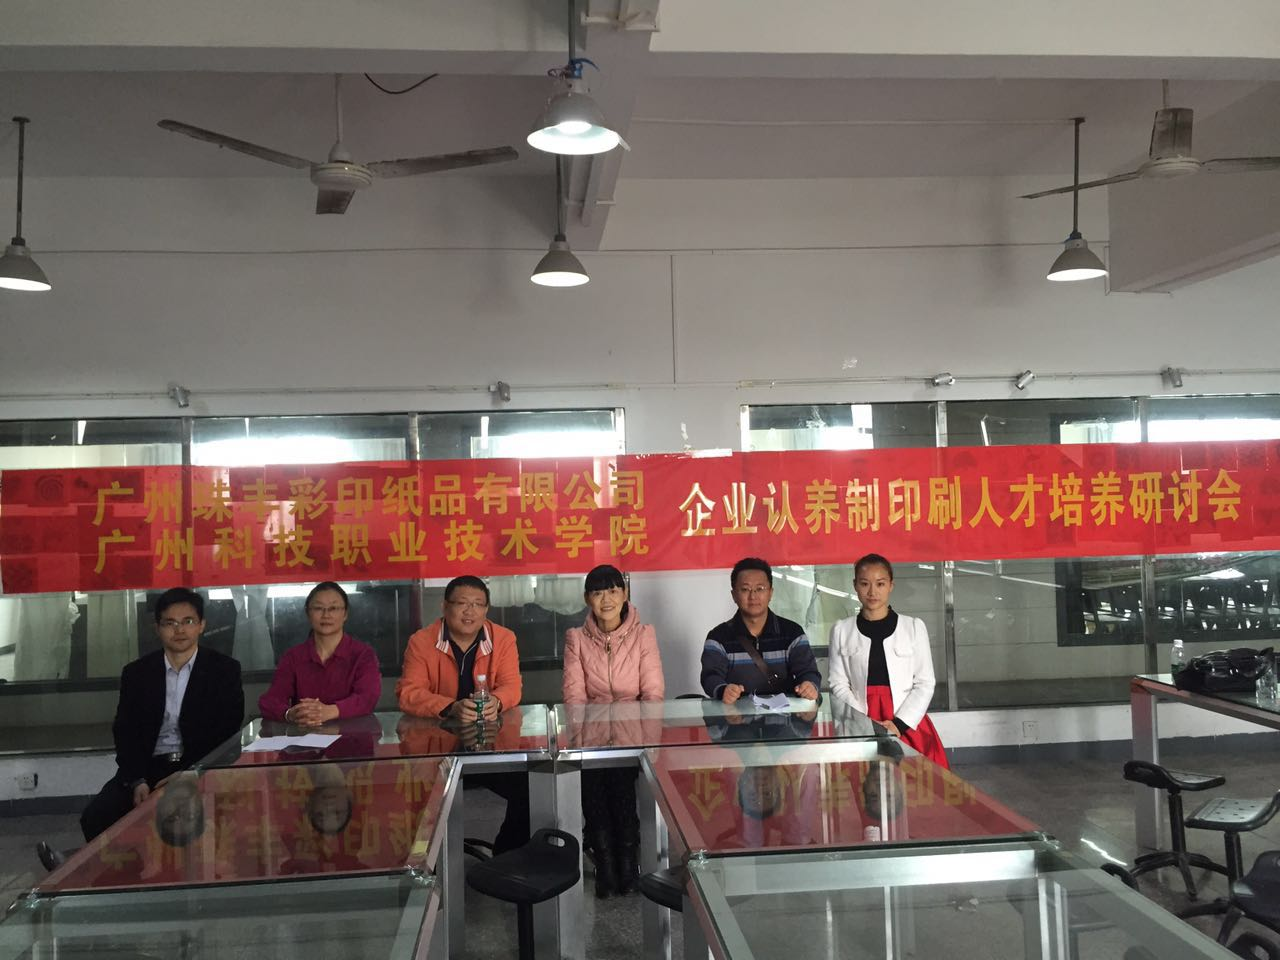 广州珠丰彩印纸品有限公司
广州科技职业技术学院
企业认养制印刷人才培养研讨会